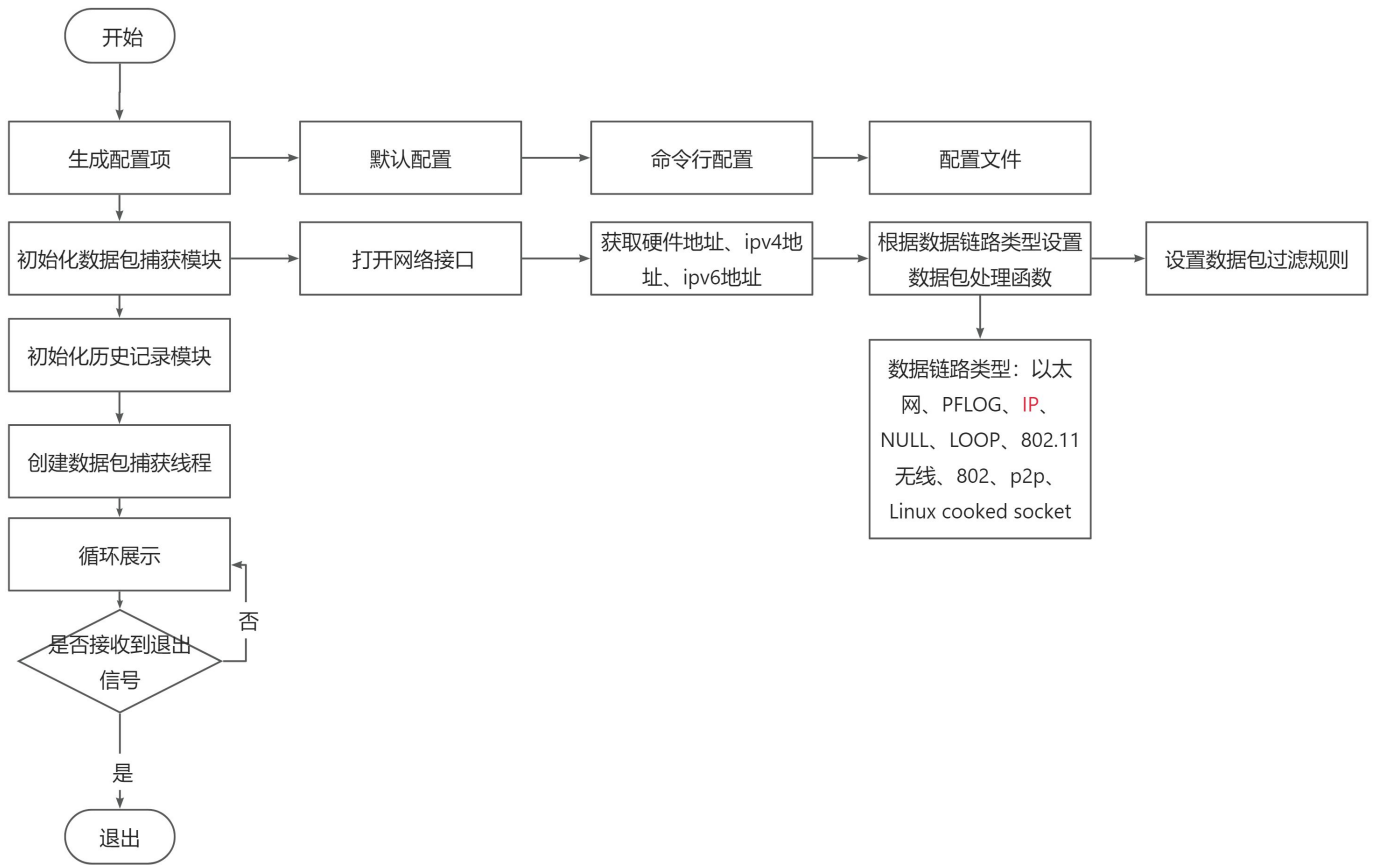 开始
生成配置项
默认配置
命令行配置
配置文件
初始化数据包捕获模块
打开网络接口
获取硬件地址、ipv4地
址、ipv6地址
根据数据链路类型设置
数据包处理函数
设置数据包过滤规则
初始化历史记录模块
数据链路类型：以太
网、PFLOG、IP、
NULL、LOOP、802.11
无线、802、p2p、
Linux cooked socket
创建数据包捕获线程
循环展示
否
是否接收到退出
信号
是
退出